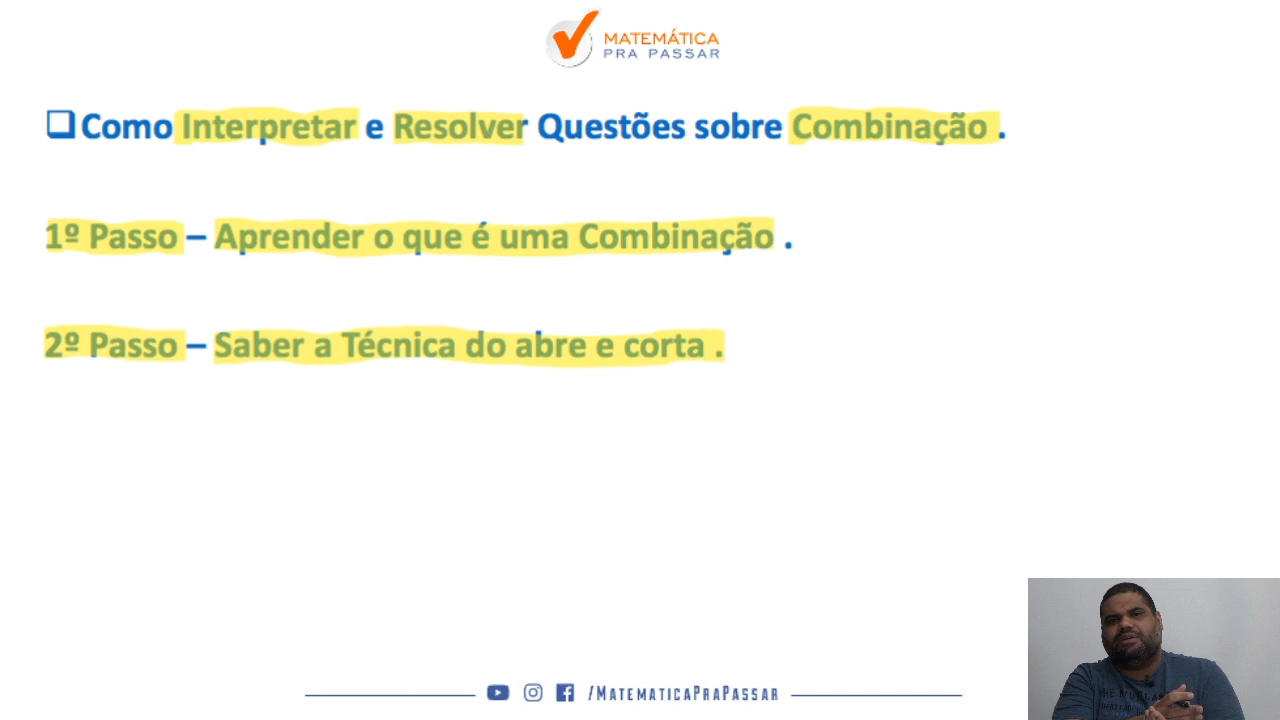 MATEMÁTICA
PRA PASSAR
Como Interpretar e Resolver Questões sobre Combinação .
1º Passo – Aprender o que é uma Combinação .
2º Passo – Saber a Técnica do abre e corta .
/MATEMATICAPRAPASSAR